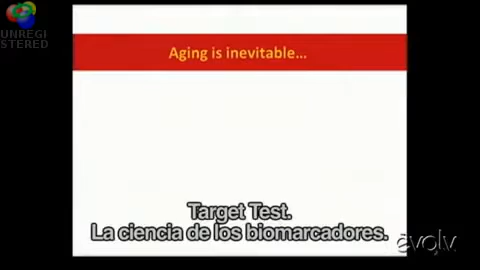 UNREGI
STERED
Aging is inevitable...
Target Test.
La ciencia de los biomarcadores.
evolv